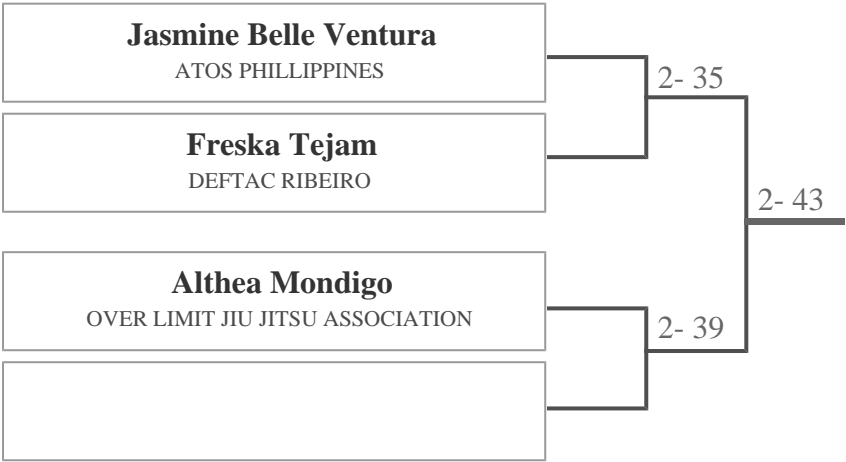 Jasmine Belle Ventura
ATOS PHILLIPPINES
2- 35
Freska Tejam
DEFTAC RIBEIRO
2- 43
Althea Mondigo
OVER LIMIT JIU JITSU ASSOCIATION
2- 39